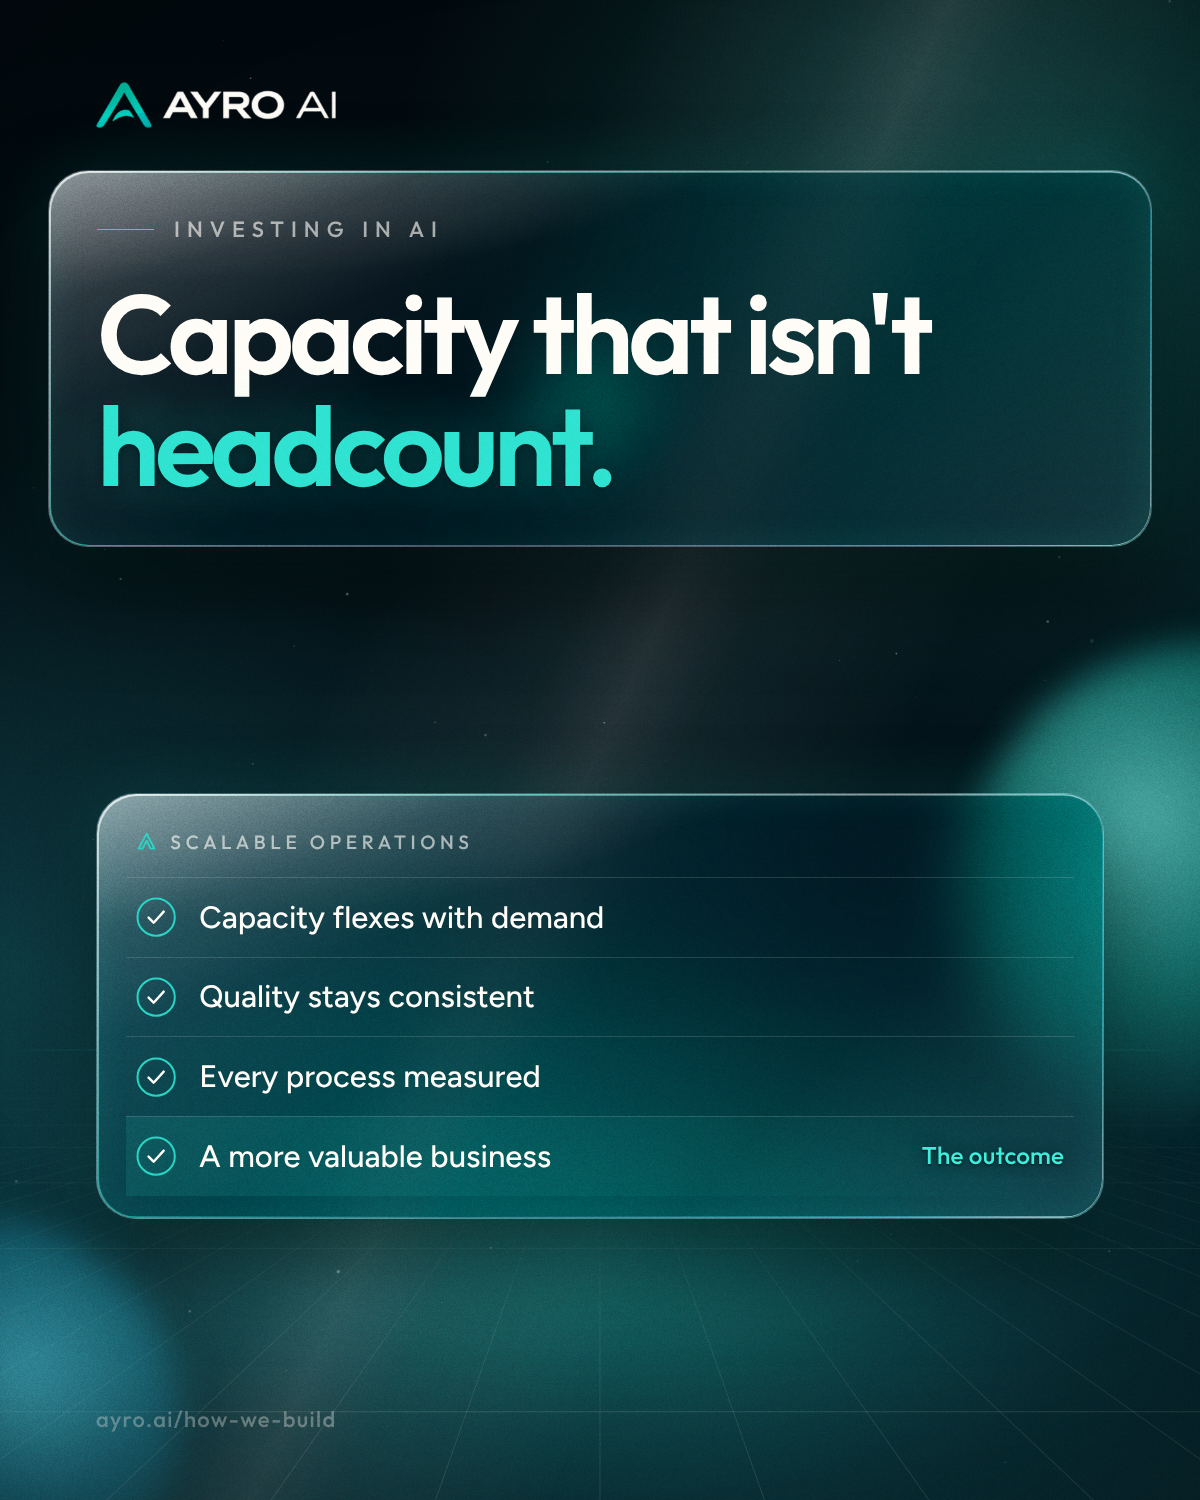 AYRO AI
INVESTING IN AI
Capacity that isn't
headcount.
SCALABLE OPERATIONS
Capacity flexes with demand
Quality stays consistent
Every process measured
A more valuable business
The outcome
ayro.ai/how-we-build